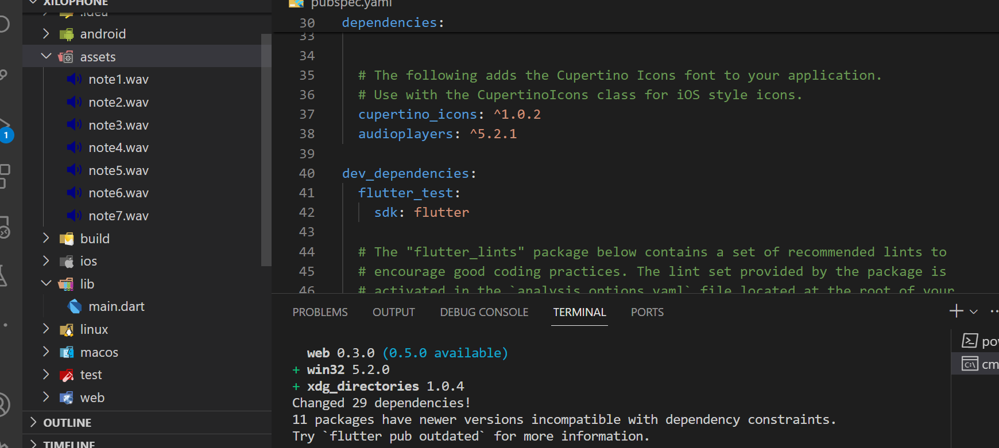 XILOPHONE
.idea
android
assets
note1.wav
note2.wav
note3.wav
note4.wav
note5.wav
note6.wav
note7.wav
build
ios
lib
main.dart
linux
macos
test
web
OUTLINE
TIMELINE
1
pubspec.yaml
30 dependencies:
33
34
35 # The following adds the Cupertino Icons font to your application.
36 # Use with the CupertinoIcons class for iOS style icons.
37 cupertino_icons: ^1.0.2
38 audioplayers: ^5.2.1
39
40 dev_dependencies:
41 flutter_test:
42 sdk: flutter
43
44 # The "flutter_lints" package below contains a set of recommended lints to
45 # encourage good coding practices. The lint set provided by the package is
46 # activated in the `analysis_options.yaml` file located at the root of your
PROBLEMS OUTPUT DEBUG CONSOLE TERMINAL PORTS
web 0.3.0 (0.5.0 available)
+ win32 5.2.0
+ xdg_directories 1.0.4
Changed 29 dependencies!
11 packages have newer versions incompatible with dependency constraints.
Try `flutter pub outdated` for more information.